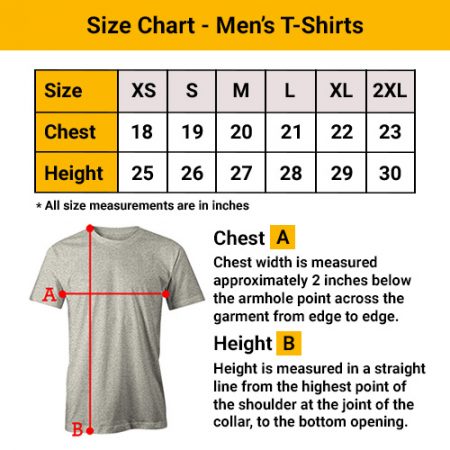 Size Chart - Men's T-Shirts
Size XS S M L XL 2XL
Chest 18 19 20 21 22 23
Height 25 26 27 28 29 30
* All size measurements are in inches
A
B
Chest A
Chest width is measured
approximately 2 inches below
the armhole point across the
garment from edge to edge.
Height B
Height is measured in a straight
line from the highest point of
the shoulder at the joint of the
collar, to the bottom opening.